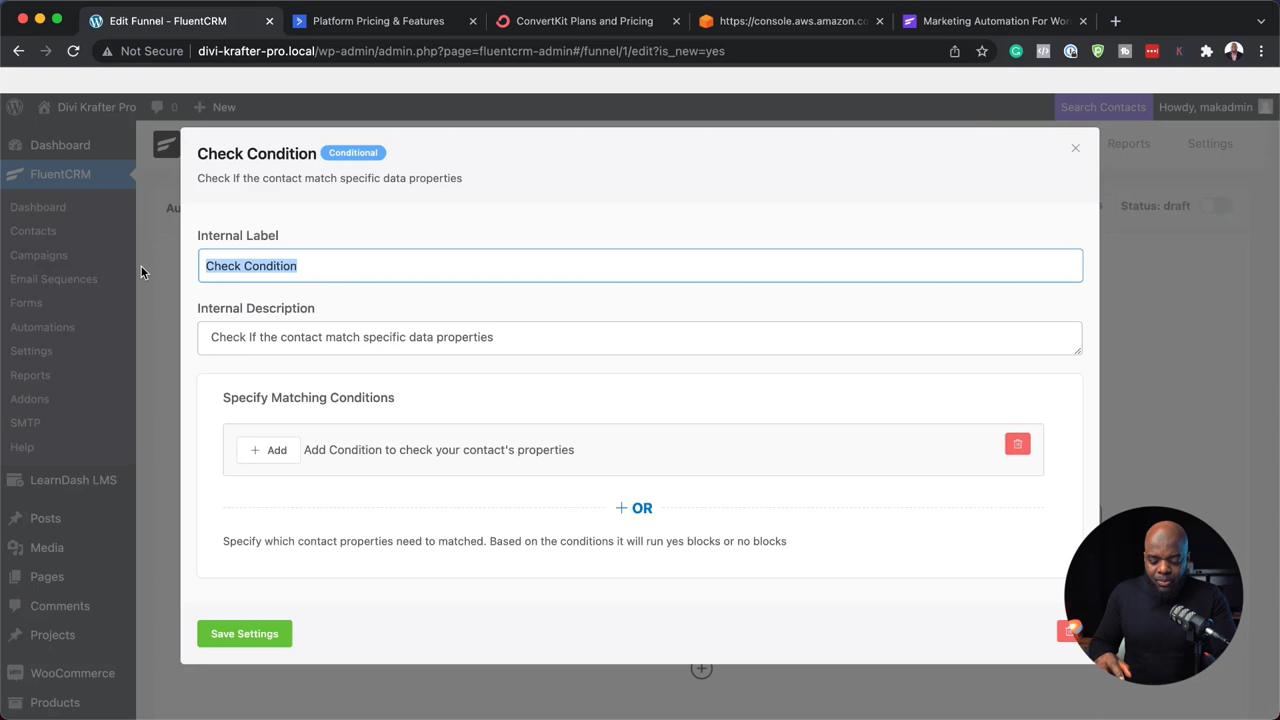 Edit Funnel - FluentCRM
Platform Pricing & Features
ConvertKit Plans and Pricing
https://console.aws.amazon.co
Marketing Automation For Wor
Not Secure
divi-krafter-pro.local/wp-admin/admin.php?page=fluentcrm-admin#/funnel/1/edit?is_new=yes
Divi Krafter Pro
0
New
Search Contacts
Howdy, makadmin
Dashboard
FluentCRM
Dashboard
Contacts
Campaigns
Email Sequences
Forms
Automations
Settings
Reports
Addons
SMTP
Help
LearnDash LMS
Posts
Media
Pages
Comments
Projects
WooCommerce
Products
Au
Reports
Settings
Status: draft
Check Condition
Conditional
Check If the contact match specific data properties
Internal Label
Check Condition
Internal Description
Check If the contact match specific data properties
Specify Matching Conditions
+ Add
Add Condition to check your contact's properties
+ OR
Specify which contact properties need to matched. Based on the conditions it will run yes blocks or no blocks
Save Settings